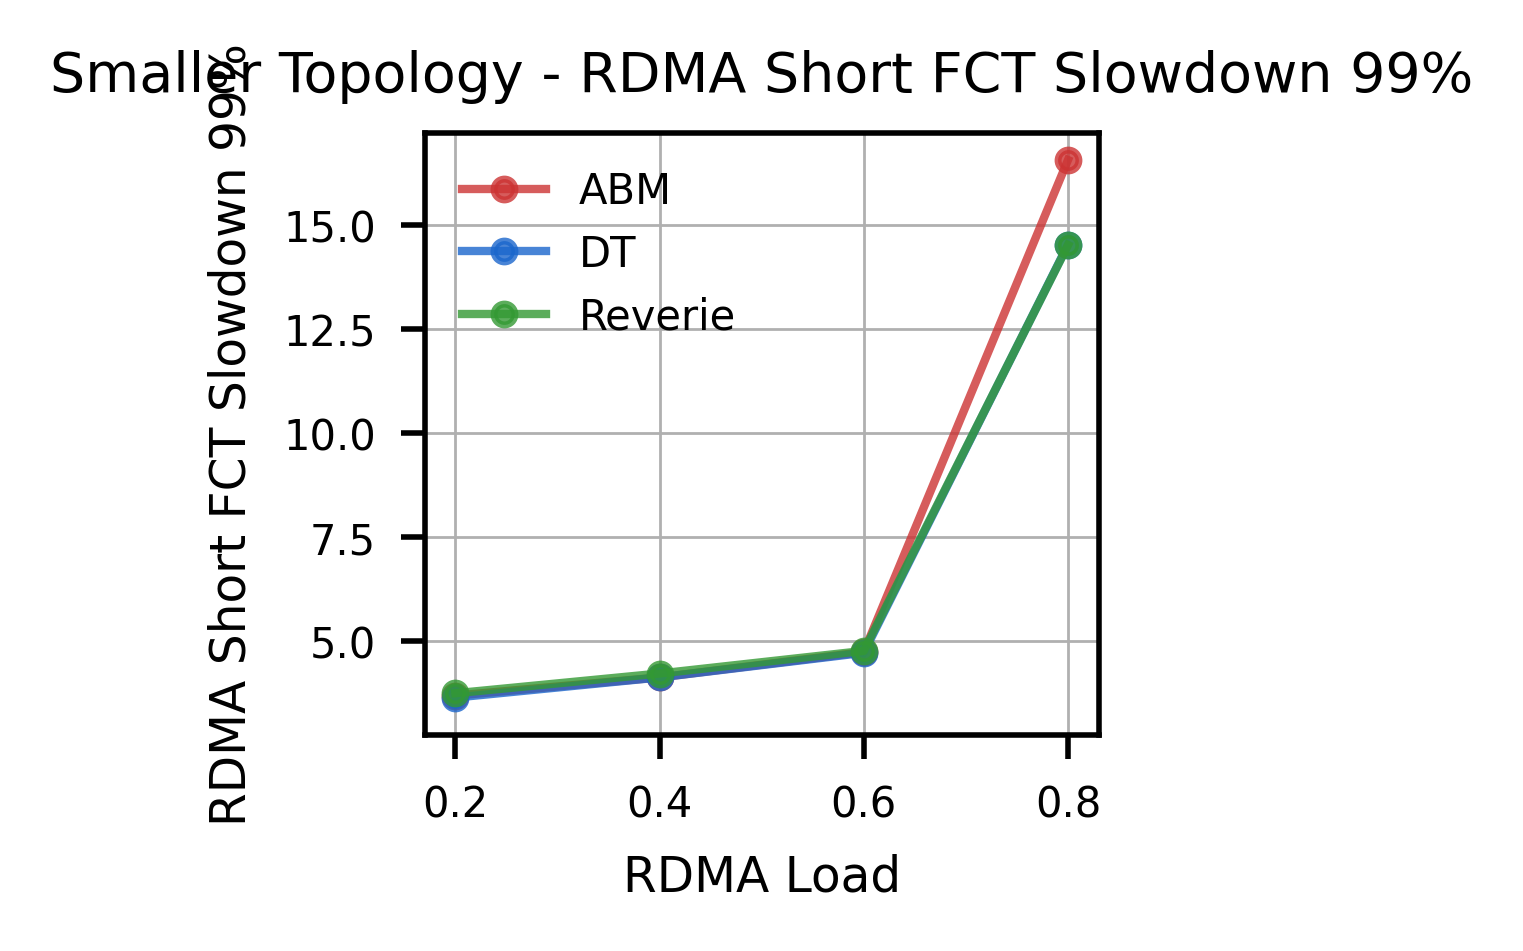 Smaller Topology - RDMA Short FCT Slowdown 99%
RDMA Short FCT Slowdown 99%
ABM
DT
Reverie
15.0
12.5
10.0
7.5
5.0
0.2 0.4 0.6 0.8
RDMA Load